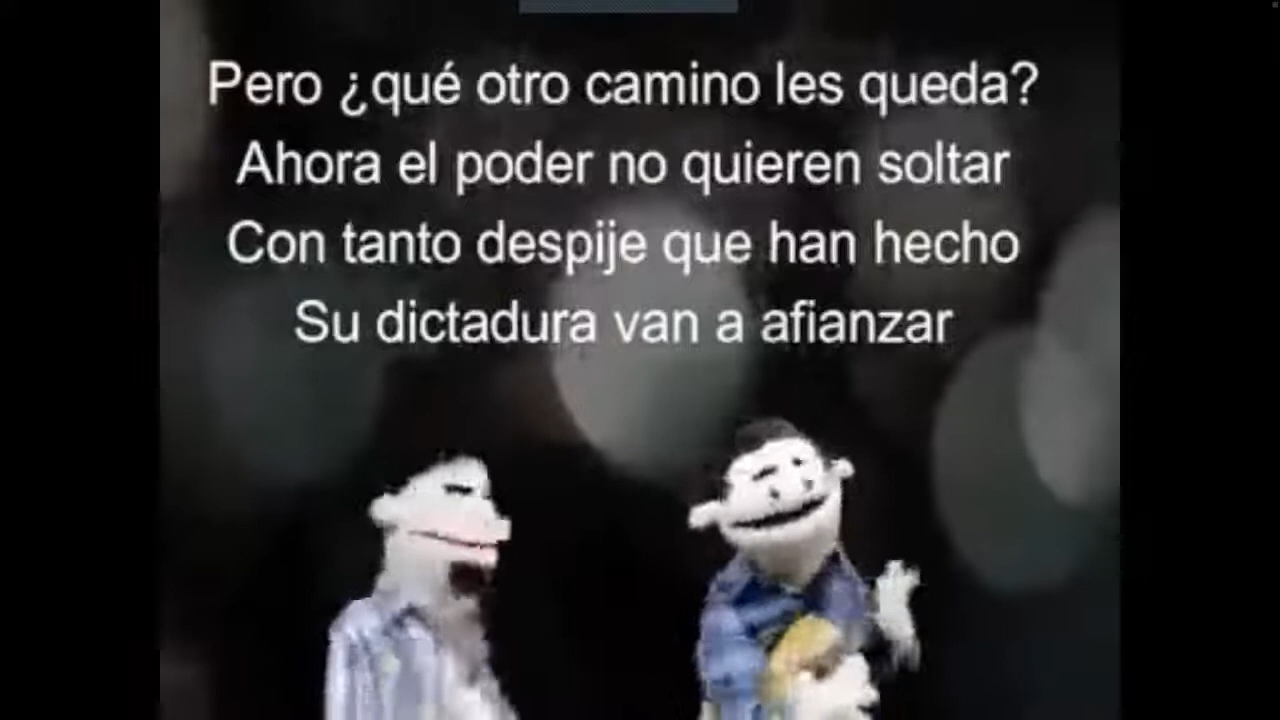 Pero ¿qué otro camino les queda?
Ahora el poder no quieren soltar
Con tanto despije que han hecho
Su dictadura van a afianzar